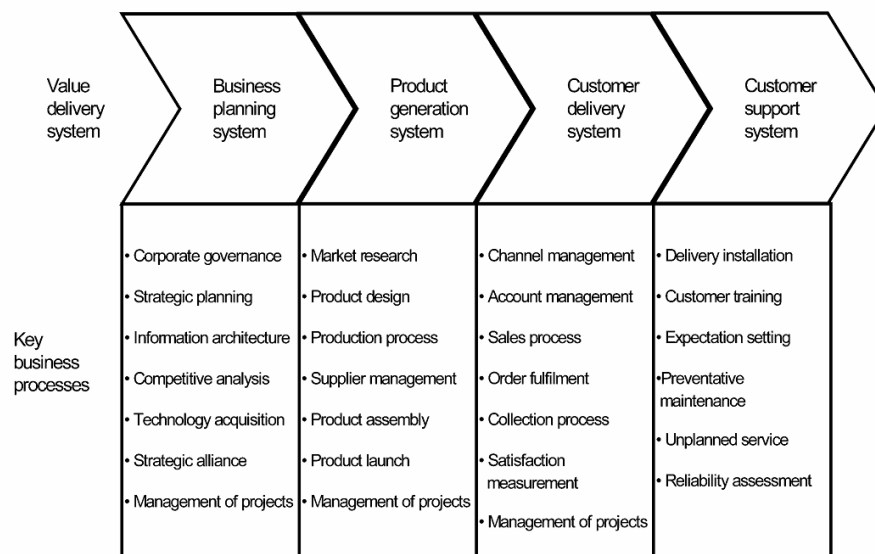 Value
delivery
system
Business
planning
system
Product
generation
system
Customer
delivery
system
Customer
support
system
Key
business
processes
• Corporate governance
• Strategic planning
• Information architecture
• Competitive analysis
• Technology acquisition
• Strategic alliance
• Management of projects
• Market research
• Product design
• Production process
• Supplier management
• Product assembly
• Product launch
• Management of projects
• Channel management
• Account management
• Sales process
• Order fulfilment
• Collection process
• Satisfaction
measurement
• Management of projects
• Delivery installation
• Customer training
• Expectation setting
•Preventative
maintenance
• Unplanned service
• Reliability assessment